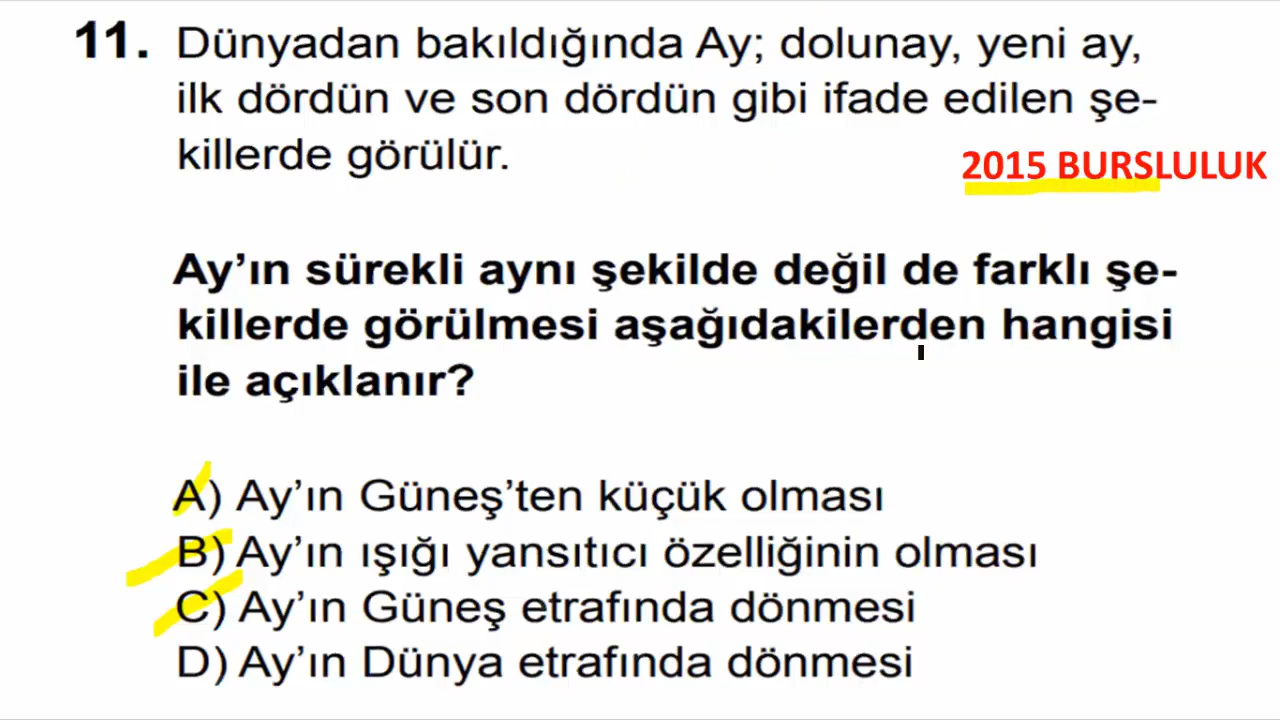 11. Dünyadan bakıldığında Ay; dolunay, yeni ay,
ilk dördün ve son dördün gibi ifade edilen şe-
killerde görülür.
2015 BURSLULUK
Ay’ın sürekli aynı şekilde değil de farklı şe-
killerde görülmesi aşağıdakilerden hangisi
ile açıklanır?
A) Ay’ın Güneş’ten küçük olması
B) Ay’ın ışığı yansıtıcı özelliğinin olması
C) Ay’ın Güneş etrafında dönmesi
D) Ay’ın Dünya etrafında dönmesi